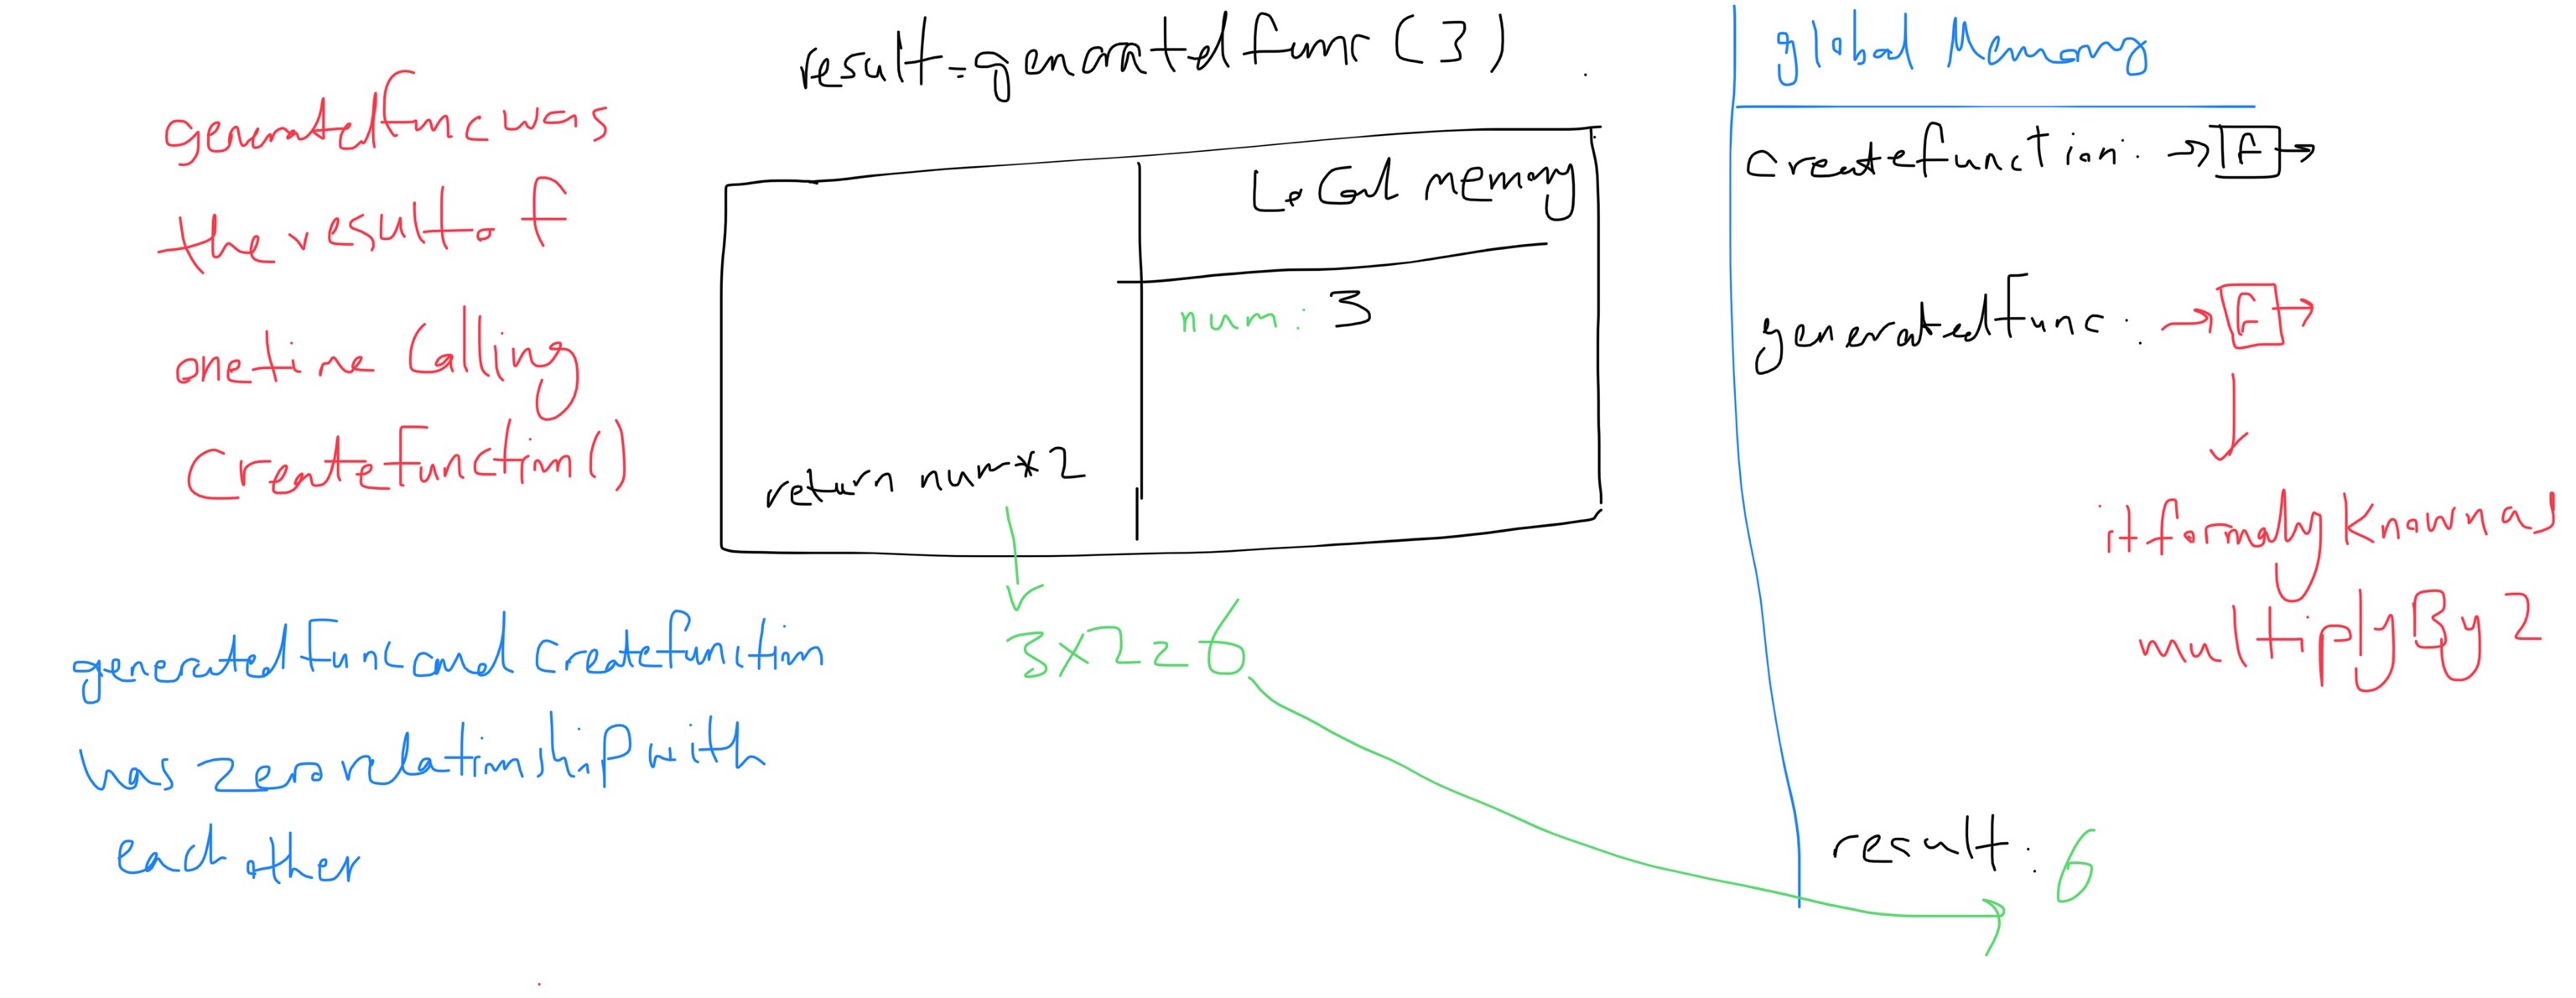 result=generatedfunc(3)
generatedfunc was
the result of
onetime Calling
Createfunction()
generatedfunc and createfunction
has zero relationship with
each other
Local memory
num: 3
return num*2
3x2=6
global Memory
createfunction: →[f]→
generatedfunc: →[f]→
it formaly Known as
multiplyBy2
result: 6